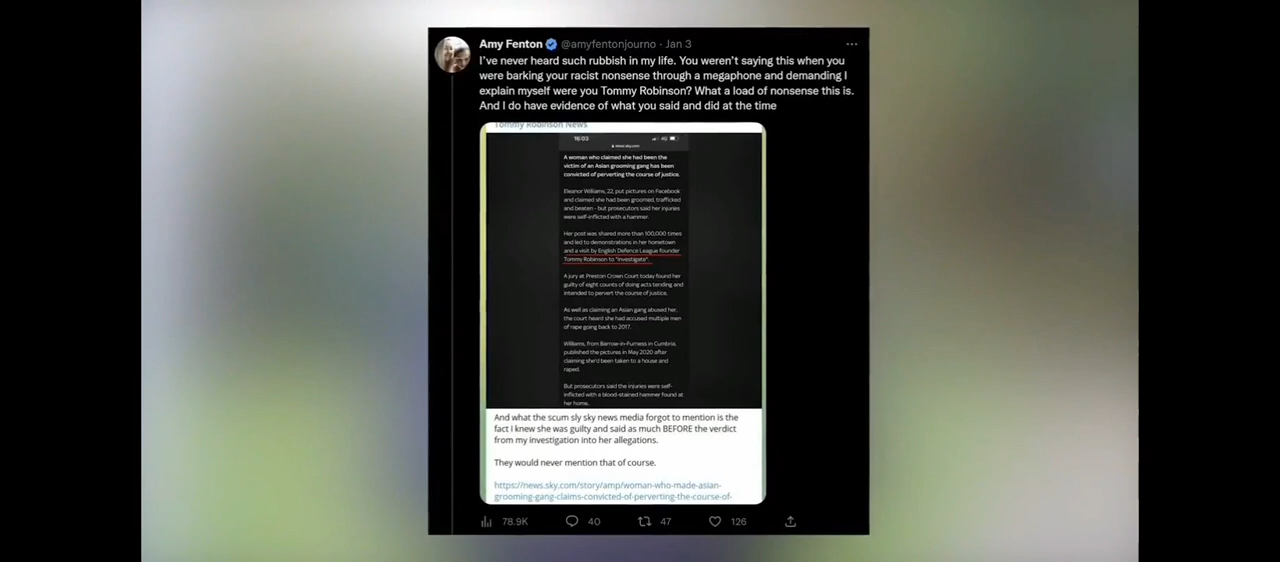 Amy Fenton @amyfentonjourno · Jan 3
I've never heard such rubbish in my life. You weren't saying this when you
were barking your racist nonsense through a megaphone and demanding I
explain myself were you Tommy Robinson? What a load of nonsense this is.
And I do have evidence of what you said and did at the time
Tommy Robinson News
16:03 4G
news.sky.com
A woman who claimed she had been the
victim of an Asian grooming gang has been
convicted of perverting the course of justice.
Eleanor Williams, 22, put pictures on Facebook
and claimed she had been groomed, trafficked
and beaten - but prosecutors said her injuries
were self-inflicted with a hammer.
Her post was shared more than 100,000 times
and led to demonstrations in her hometown
and a visit by English Defence League founder
Tommy Robinson to "investigate".
A jury at Preston Crown Court today found her
guilty of eight counts of doing acts tending and
intended to pervert the course of justice.
As well as claiming an Asian gang abused her,
the court heard she had accused multiple men
of rape going back to 2017.
Williams, from Barrow-in-Furness in Cumbria,
published the pictures in May 2020 after
claiming she'd been taken to a house and
raped.
But prosecutors said the injuries were self-
inflicted with a blood-stained hammer found at
her home.
And what the scum sly sky news media forgot to mention is the
fact I knew she was guilty and said as much BEFORE the verdict
from my investigation into her allegations.
They would never mention that of course.
https://news.sky.com/story/amp/woman-who-made-asian-
grooming-gang-claims-convicted-of-perverting-the-course-of-
78.9K 40 47 126